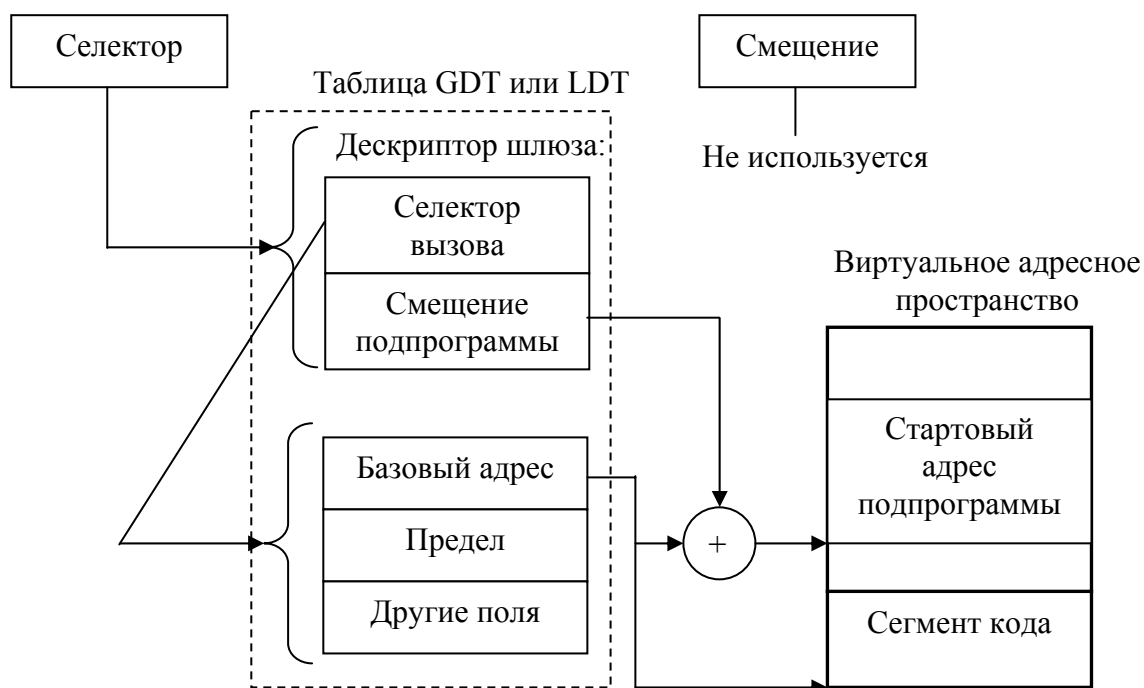 Селектор
Смещение
Таблица GDT или LDT
Дескриптор шлюза:
Не используется
Селектор
вызова
Смещение
подпрограммы
Виртуальное адресное
пространство
Базовый адрес
Предел
Другие поля
+
Стартовый
адрес
подпрограммы
Сегмент кода